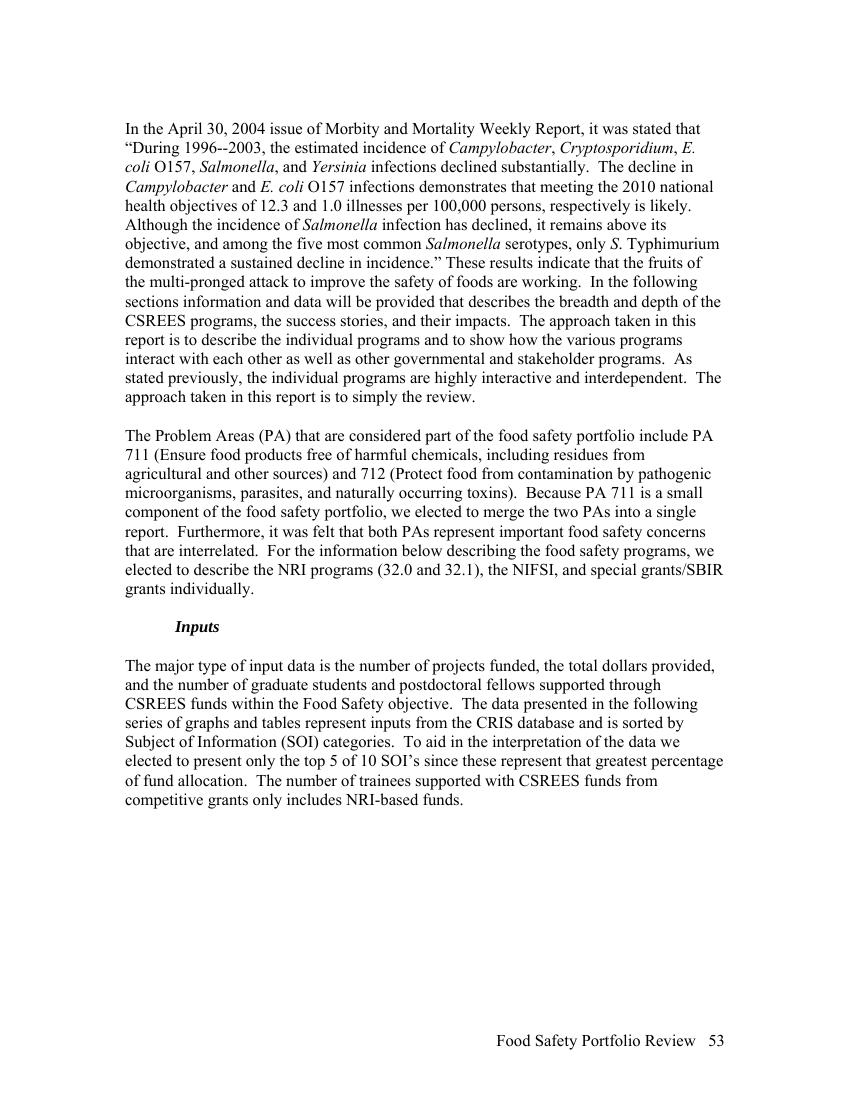 In the April 30, 2004 issue of Morbity and Mortality Weekly Report, it was stated that
“During 1996--2003, the estimated incidence of Campylobacter, Cryptosporidium, E.
coli O157, Salmonella, and Yersinia infections declined substantially.  The decline in
Campylobacter and E. coli O157 infections demonstrates that meeting the 2010 national
health objectives of 12.3 and 1.0 illnesses per 100,000 persons, respectively is likely.
Although the incidence of Salmonella infection has declined, it remains above its
objective, and among the five most common Salmonella serotypes, only S. Typhimurium
demonstrated a sustained decline in incidence.” These results indicate that the fruits of
the multi-pronged attack to improve the safety of foods are working.  In the following
sections information and data will be provided that describes the breadth and depth of the
CSREES programs, the success stories, and their impacts.  The approach taken in this
report is to describe the individual programs and to show how the various programs
interact with each other as well as other governmental and stakeholder programs.  As
stated previously, the individual programs are highly interactive and interdependent.  The
approach taken in this report is to simply the review.

The Problem Areas (PA) that are considered part of the food safety portfolio include PA
711 (Ensure food products free of harmful chemicals, including residues from
agricultural and other sources) and 712 (Protect food from contamination by pathogenic
microorganisms, parasites, and naturally occurring toxins).  Because PA 711 is a small
component of the food safety portfolio, we elected to merge the two PAs into a single
report.  Furthermore, it was felt that both PAs represent important food safety concerns
that are interrelated.  For the information below describing the food safety programs, we
elected to describe the NRI programs (32.0 and 32.1), the NIFSI, and special grants/SBIR
grants individually.

Inputs

The major type of input data is the number of projects funded, the total dollars provided,
and the number of graduate students and postdoctoral fellows supported through
CSREES funds within the Food Safety objective.  The data presented in the following
series of graphs and tables represent inputs from the CRIS database and is sorted by
Subject of Information (SOI) categories.  To aid in the interpretation of the data we
elected to present only the top 5 of 10 SOI’s since these represent that greatest percentage
of fund allocation.  The number of trainees supported with CSREES funds from
competitive grants only includes NRI-based funds.

Food Safety Portfolio Review   53